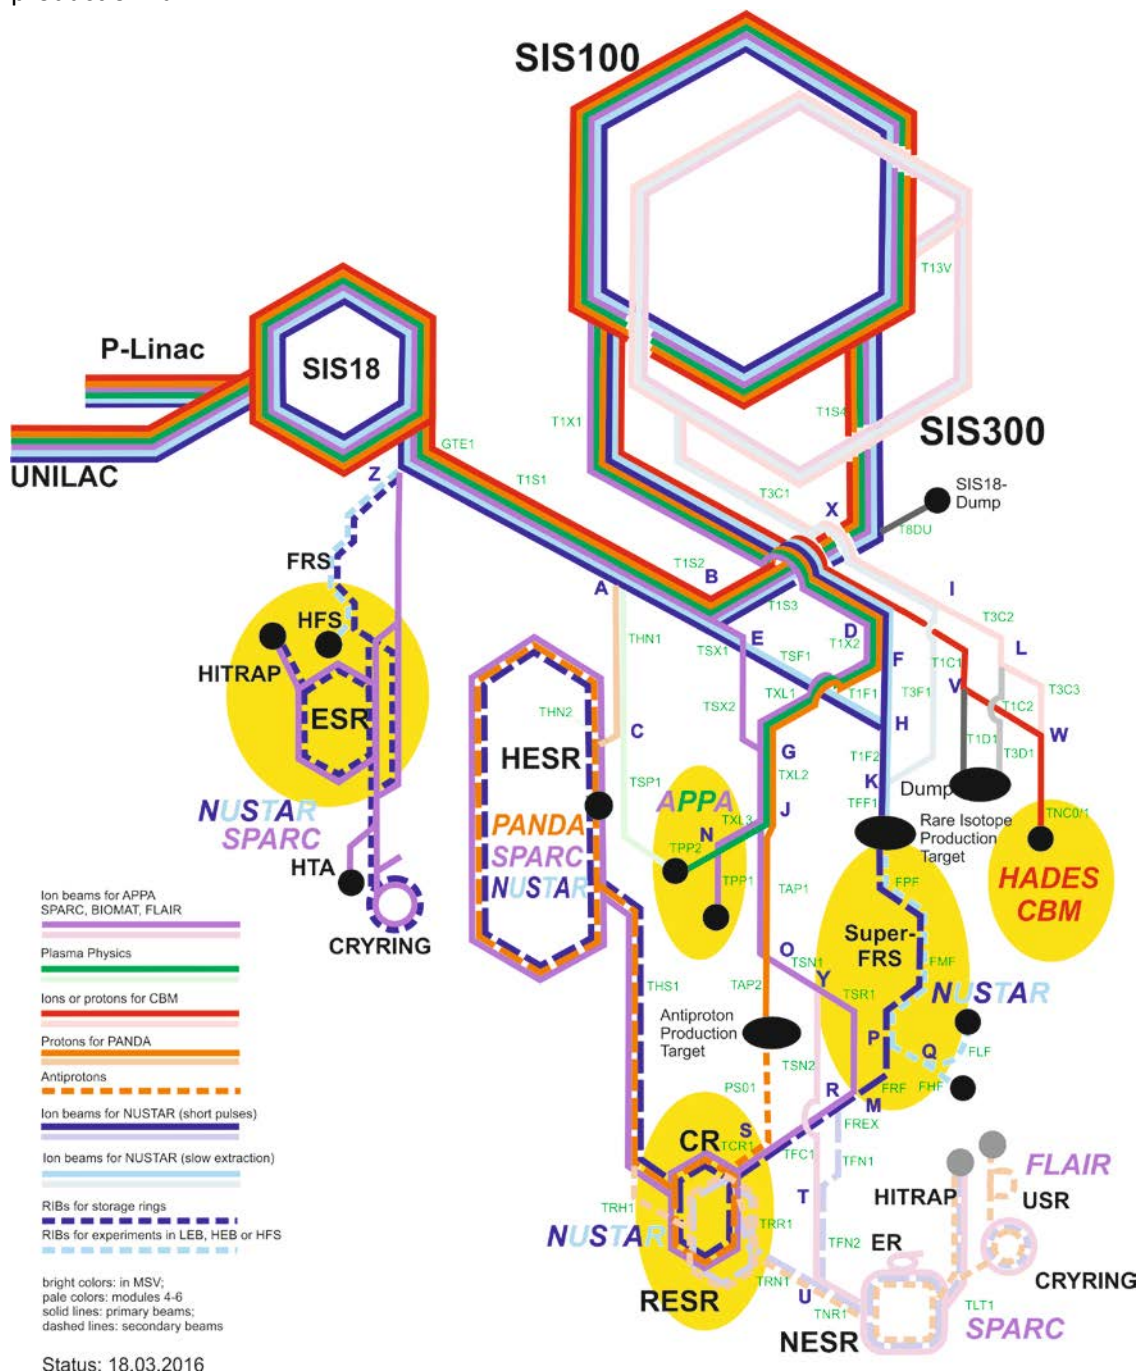 SIS100
T13V
P-Linac
SIS18
UNILAC
GTE1
T1X1
T1S4
SIS300
Z
T1S1
T3C1
X
SIS18-
Dump
T8DU
FRS
T1S2
A
B
I
T1S3
T3C2
HFS
THN1
E
D
T1X2
L
TSX1
TSF1
F
T1C1
HITRAP
TXL1
T1F1
T3F1
V
T3C3
ESR
THN2
TSX2
T1C2
C
H
W
HESR
G
T1F2
T1D1
T3D1
TSP1
TXL2
K
Dump
NUSTAR
SPARC
APPA
TFF1
J
TNC0/1
PANDA
SPARC
NUSTAR
TXL3
N
Rare Isotope
Production
Target
HTA
TPP2
TPP1
FPF
HADES
CBM
TAP1
Ion beams for APPA
SPARC, BIOMAT, FLAIR
Super-
FRS
CRYRING
O
TSN1
Y
FMF
Plasma Physics
THS1
TAP2
TSR1
NUSTAR
Ions or protons for CBM
Antiproton
Production
Target
P
Q
FLF
Protons for PANDA
TSN2
FRF
FHF
Antiprotons
PS01
R
M
Ion beams for NUSTAR (short pulses)
FREX
S
CR
TCR1
TFC1
TFN1
Ion beams for NUSTAR (slow extraction)
FLAIR
HITRAP
USR
T
RIBs for storage rings
TRH1
TRR1
NUSTAR
RIBs for experiments in LEB, HEB or HFS
TFN2
ER
TRN1
CRYRING
bright colors: in MSV;
pale colors: modules 4-6
solid lines: primary beams;
dashed lines: secondary beams
RESR
U
TNR1
TLT1
SPARC
NESR
Status: 18.03.2016